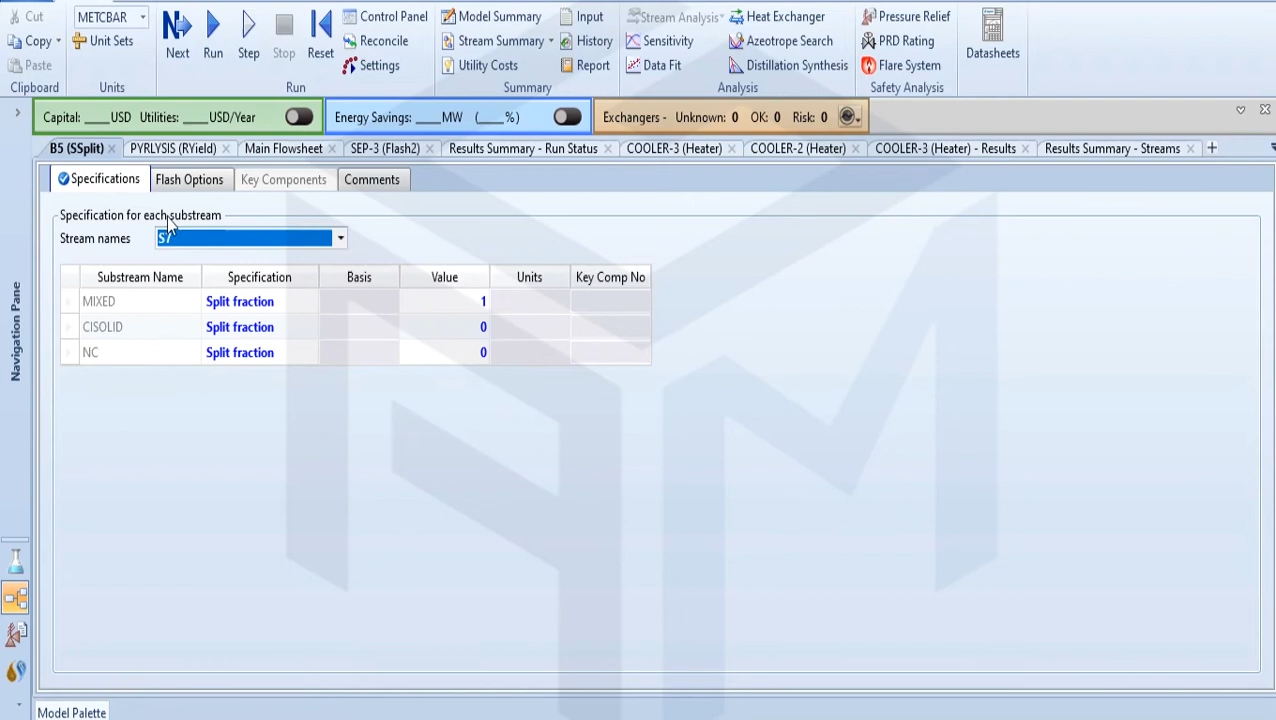 Cut METCBAR Control Panel Model Summary Input Stream Analysis Heat Exchanger Pressure Relief
Copy Unit Sets Next Run Step Stop Reset Reconcile Stream Summary History Sensitivity Azeotrope Search PRD Rating Datasheets
Paste Settings Utility Costs Report Data Fit Distillation Synthesis Flare System
Clipboard Units Run Summary Analysis Safety Analysis
Capital: ____USD Utilities: ____USD/Year Energy Savings: ____MW (____%) Exchangers - Unknown: 0 OK: 0 Risk: 0
B5 (SSplit) PYRLYSIS (RYield) Main Flowsheet SEP-3 (Flash2) Results Summary - Run Status COOLER-3 (Heater) COOLER-2 (Heater) COOLER-3 (Heater) - Results Results Summary - Streams +
Specifications Flash Options Key Components Comments
Specification for each substream
Stream names S7
Substream Name Specification Basis Value Units Key Comp No
MIXED Split fraction 1
CISOLID Split fraction 0
NC Split fraction 0
Navigation Pane
Model Palette